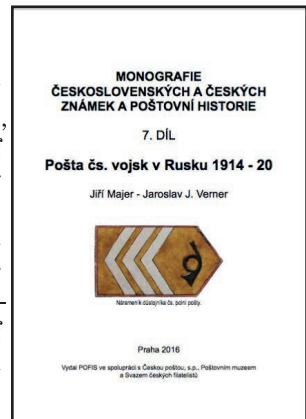 MONOGRAFIE
ČESKOSLOVENSKÝCH A ČESKÝCH
ZNÁMEK A POŠTOVNÍ HISTORIE
7. DÍL
Pošta čs. vojsk v Rusku 1914 - 20
Jiří Majer - Jaroslav J. Verner
Nárameník důstojníka čs. polní pošty.
Praha 2016
Vydal POFIS ve spolupráci s Českou poštou, s.p., Poštovním muzeem
a Svazem českých filatelistů